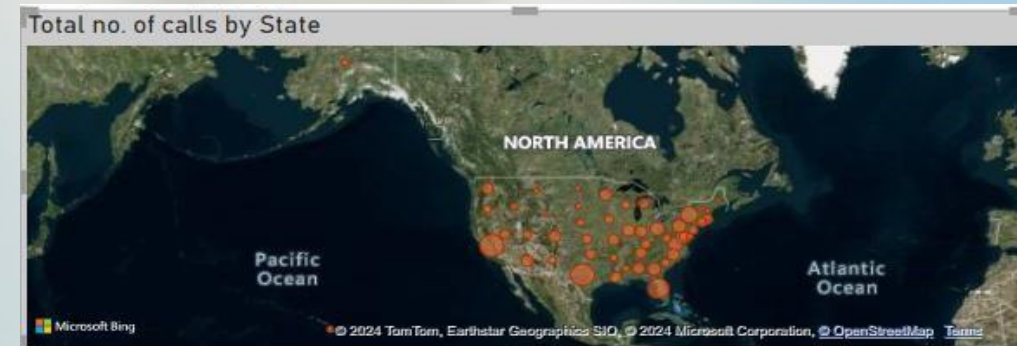 Total no. of calls by State
NORTH AMERICA
Pacific
Ocean
Atlantic
Ocean
Microsoft Bing
© 2024 TomTom, Earthstar Geographics SIO, © 2024 Microsoft Corporation, © OpenStreetMap Terms